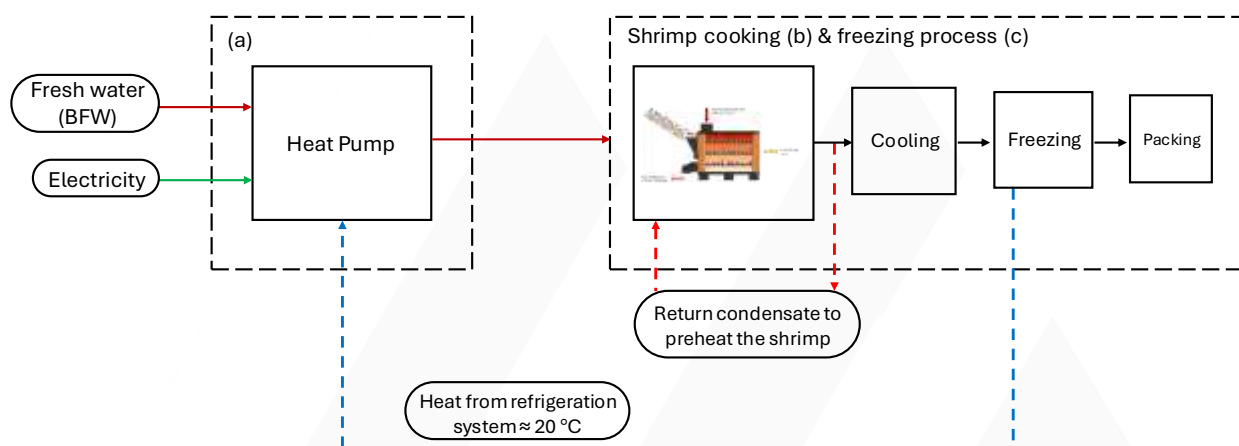 (a)
Shrimp cooking (b) & freezing process (c)
Fresh water
(BFW)
Heat Pump
Electricity
Cooling
Freezing
Packing
Return condensate to
preheat the shrimp
Heat from refrigeration
system ≈ 20 °C